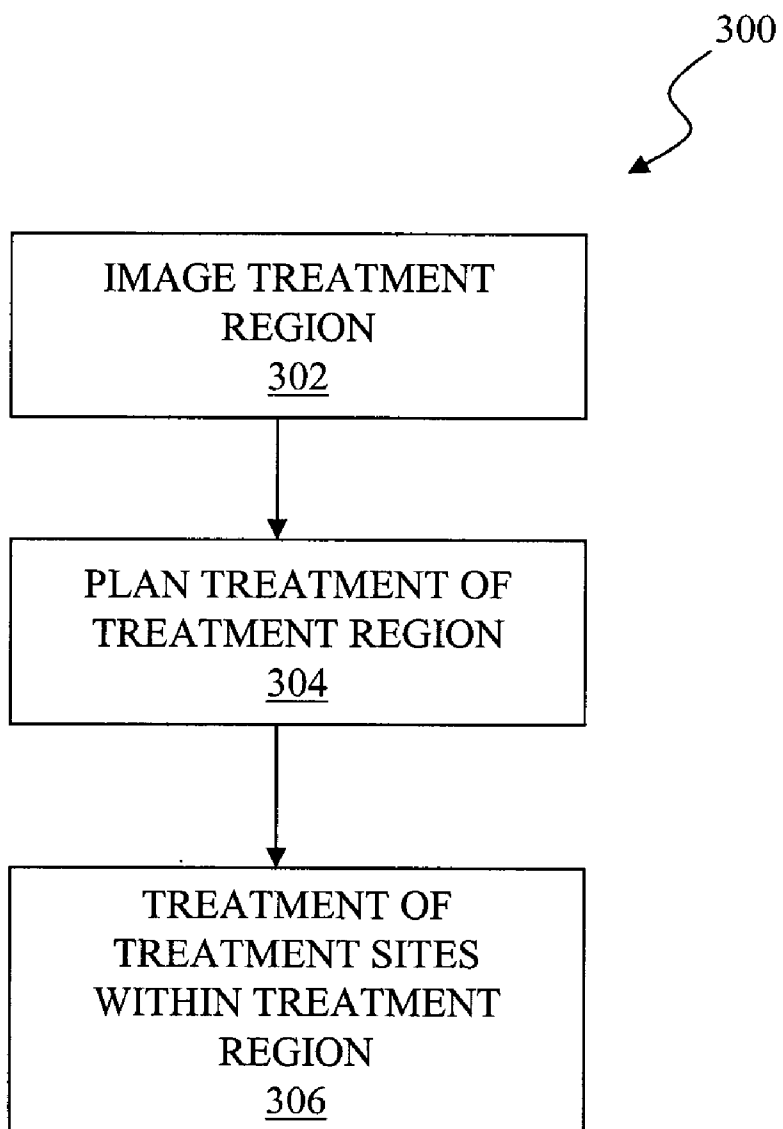 300
IMAGE TREATMENT
REGION
302
PLAN TREATMENT OF
TREATMENT REGION
304
TREATMENT OF
TREATMENT SITES
WITHIN TREATMENT
REGION
306